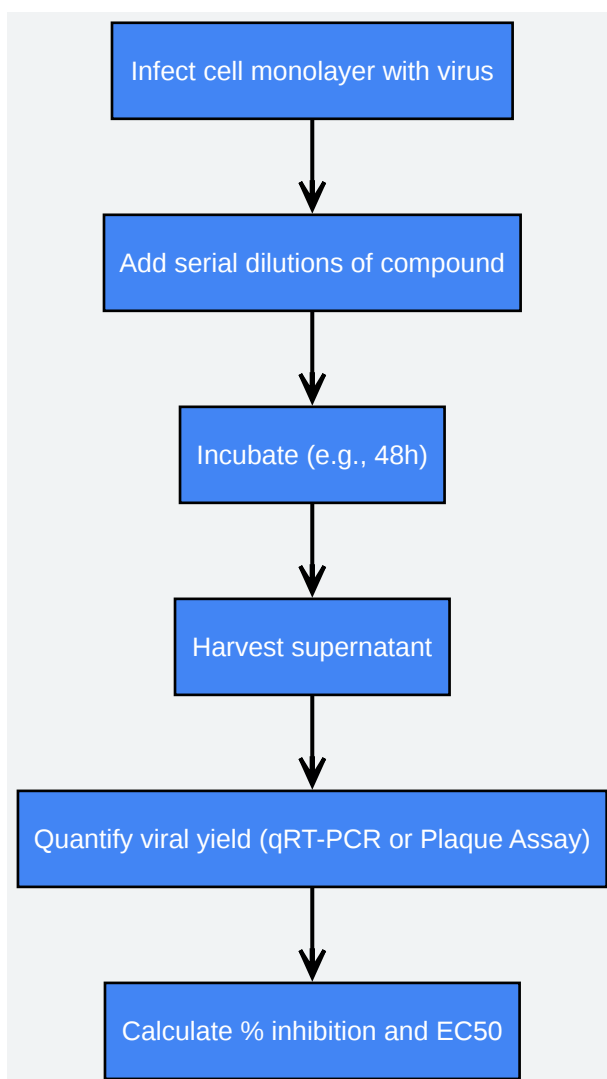 Infect cell monolayer with virus
Add serial dilutions of compound
Incubate (e.g., 48h)
Harvest supernatant
Quantify viral yield (qRT-PCR or Plaque Assay)
Calculate % inhibition and EC50